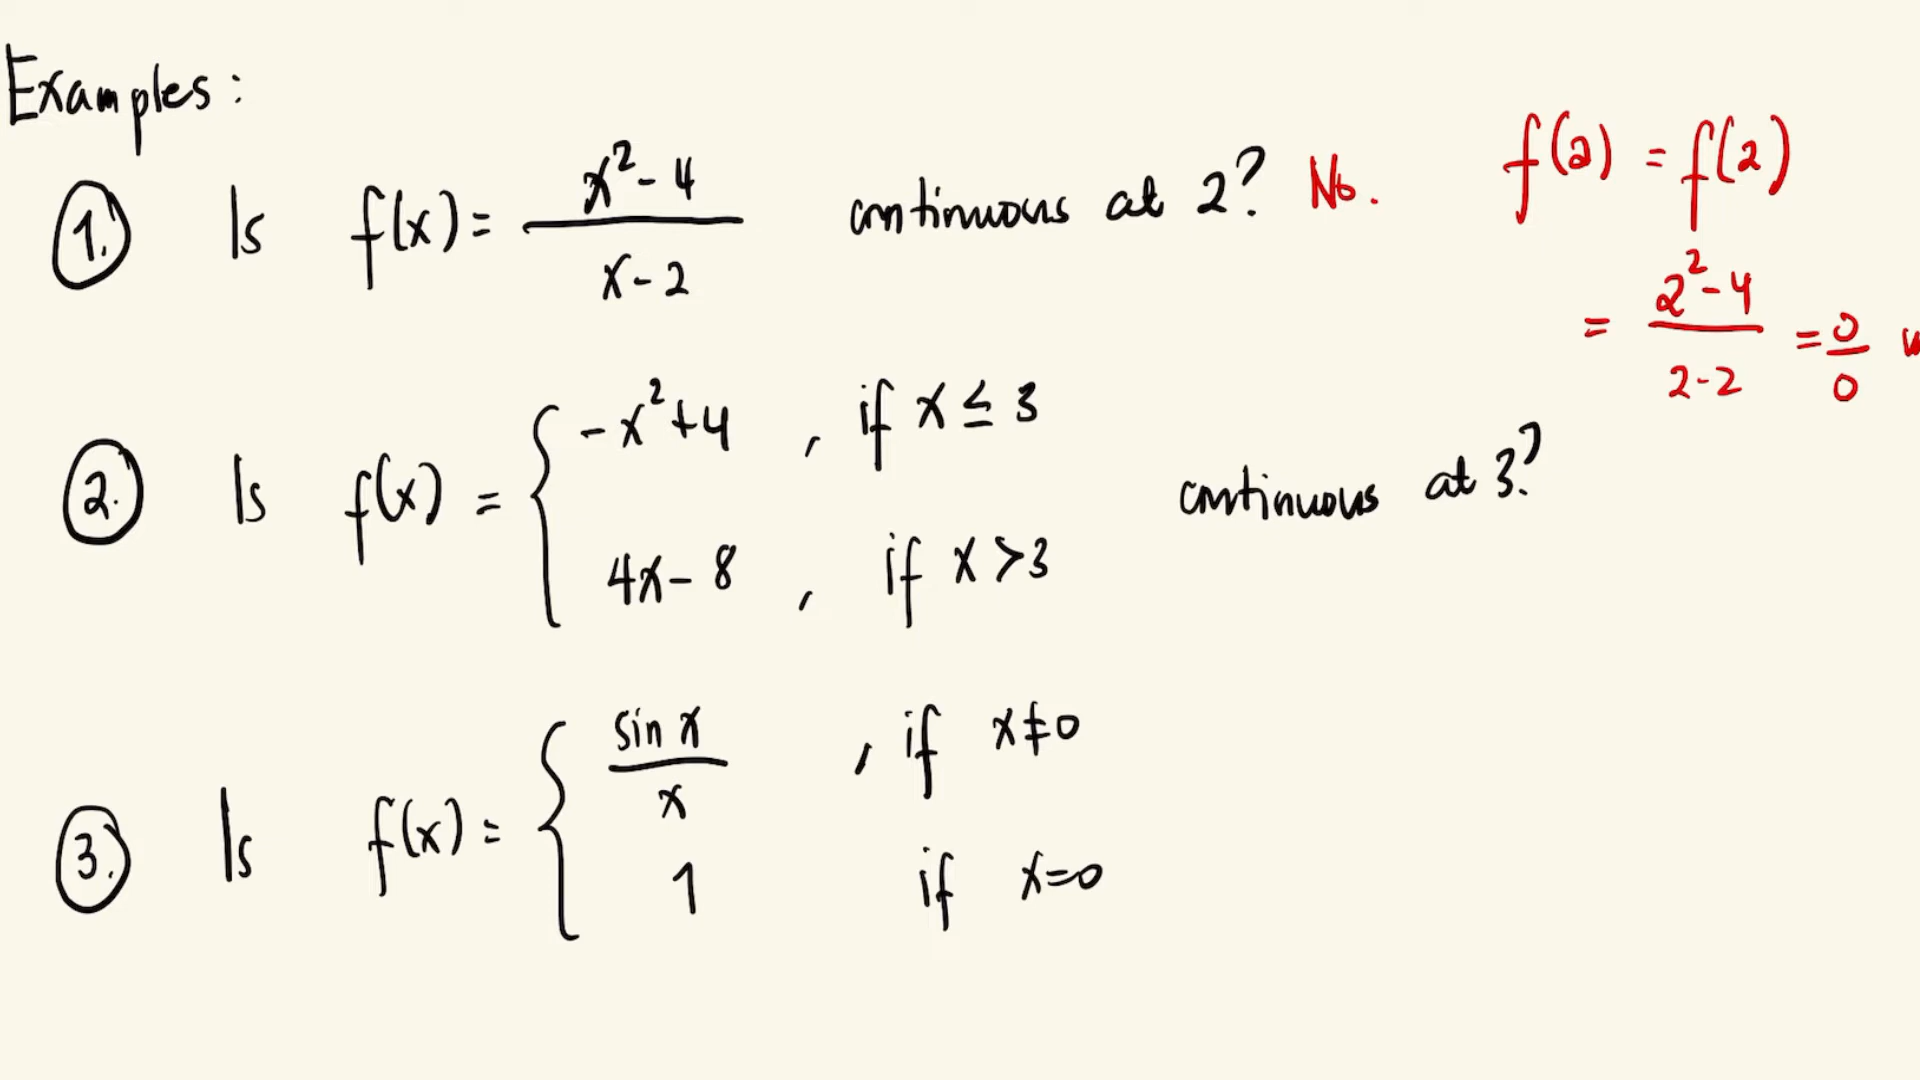 Examples:
1. Is f(x) = (x² - 4)/(x - 2) continuous at 2? No. f(2) = f(2)
= (2² - 4)/(2 - 2) = 0/0
2. Is f(x) = { -x² + 4 , if x ≤ 3
4x - 8 , if x > 3
continuous at 3?
3. Is f(x) = { sin x / x , if x ≠ 0
1 if x = 0